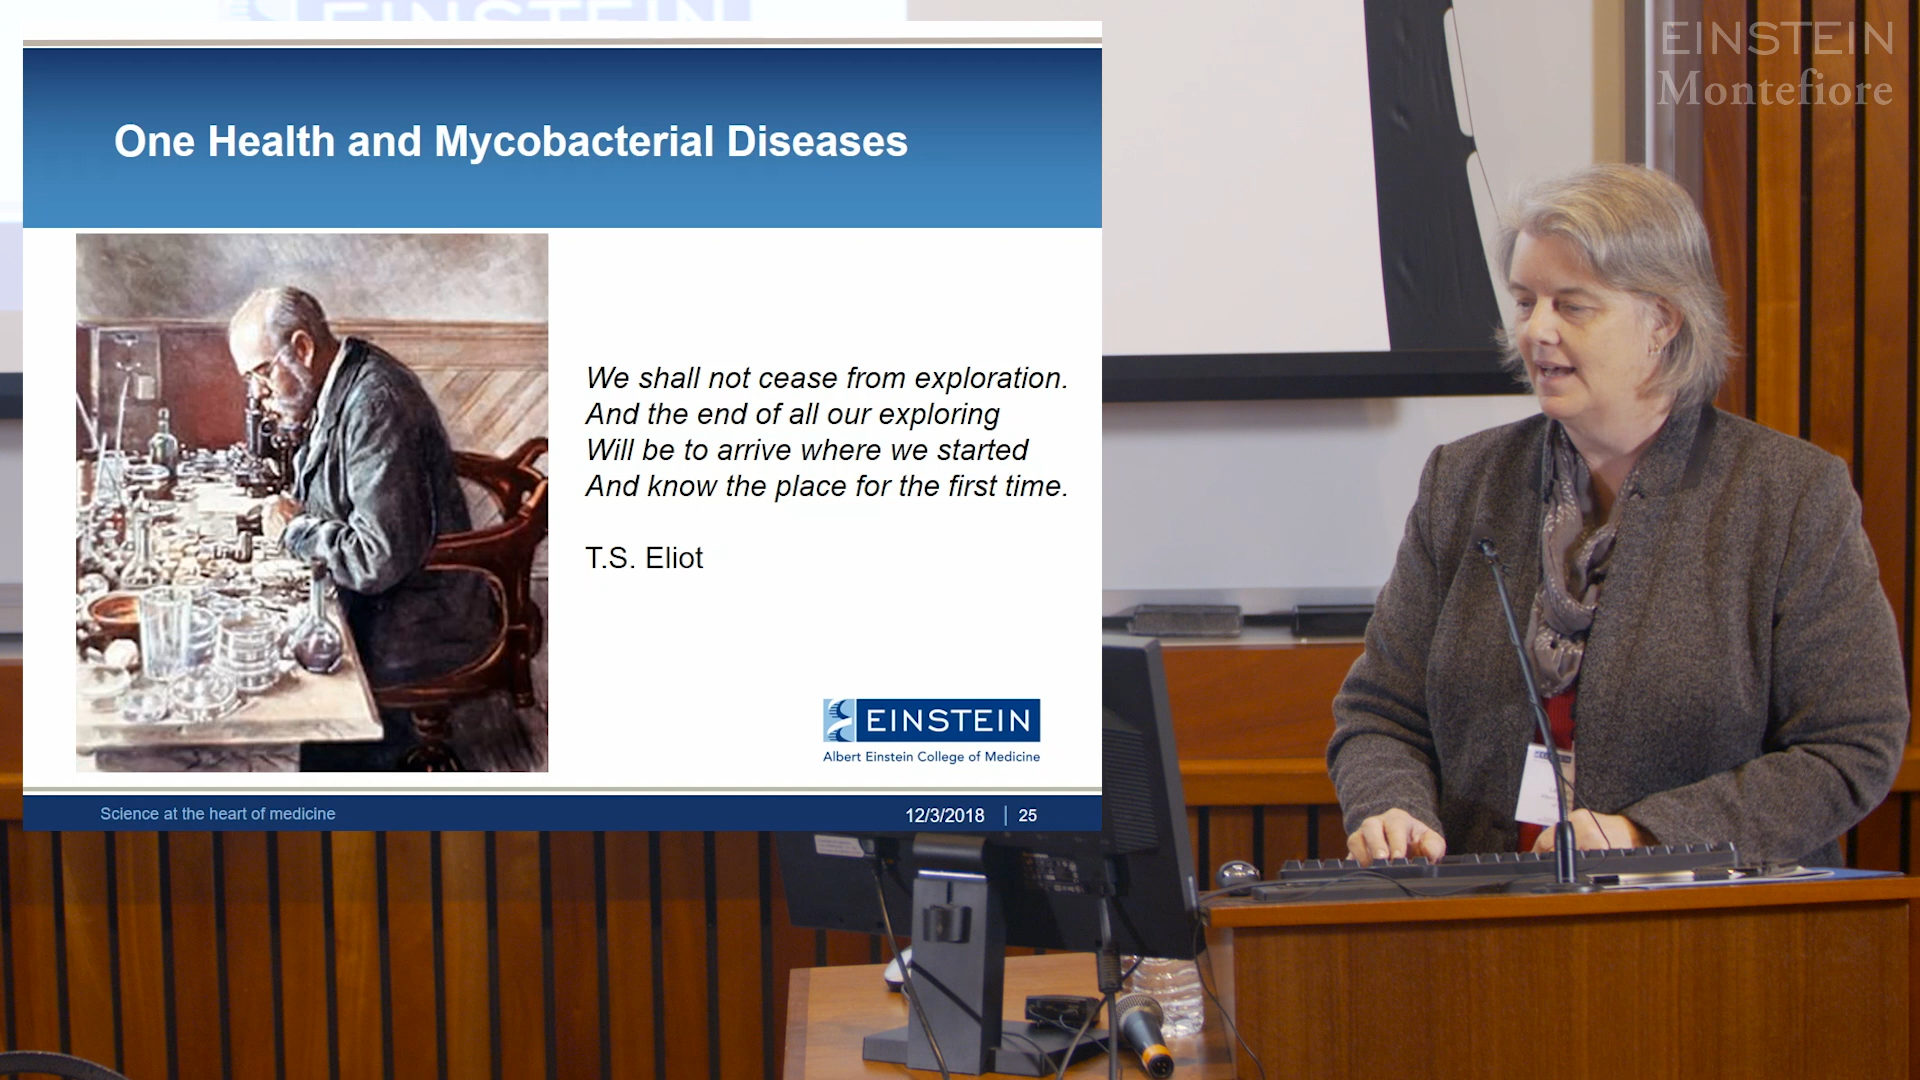 EINSTEIN
Montefiore
One Health and Mycobacterial Diseases
We shall not cease from exploration.
And the end of all our exploring
Will be to arrive where we started
And know the place for the first time.
T.S. Eliot
EINSTEIN
Albert Einstein College of Medicine
Science at the heart of medicine
12/3/2018 | 25